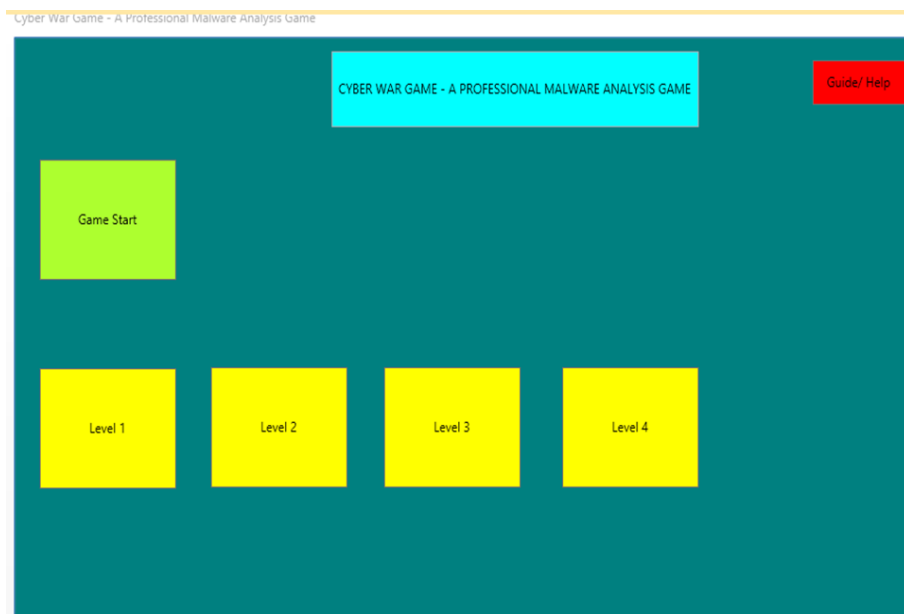 Cyber War Game - A Professional Malware Analysis Game
CYBER WAR GAME - A PROFESSIONAL MALWARE ANALYSIS GAME
Guide/ Help
Game Start
Level 1
Level 2
Level 3
Level 4